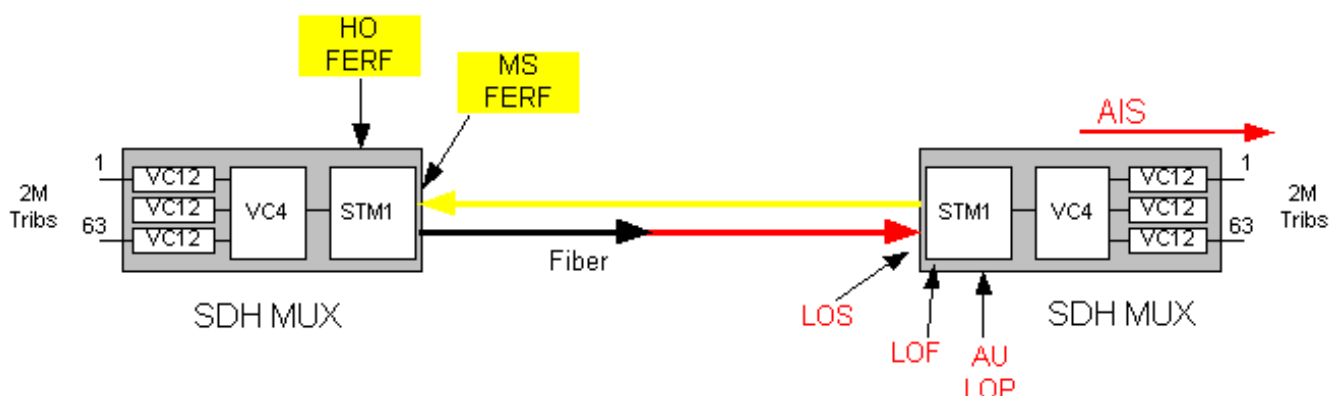 HO
FERF
MS
FERF
AIS
1
VC12
2M
Tribs
VC12
VC4
STM1
63
VC12
Fiber
SDH MUX
STM1
VC4
VC12
1
VC12
2M
Tribs
VC12
63
LOS
LOF
AU
LOP
SDH MUX